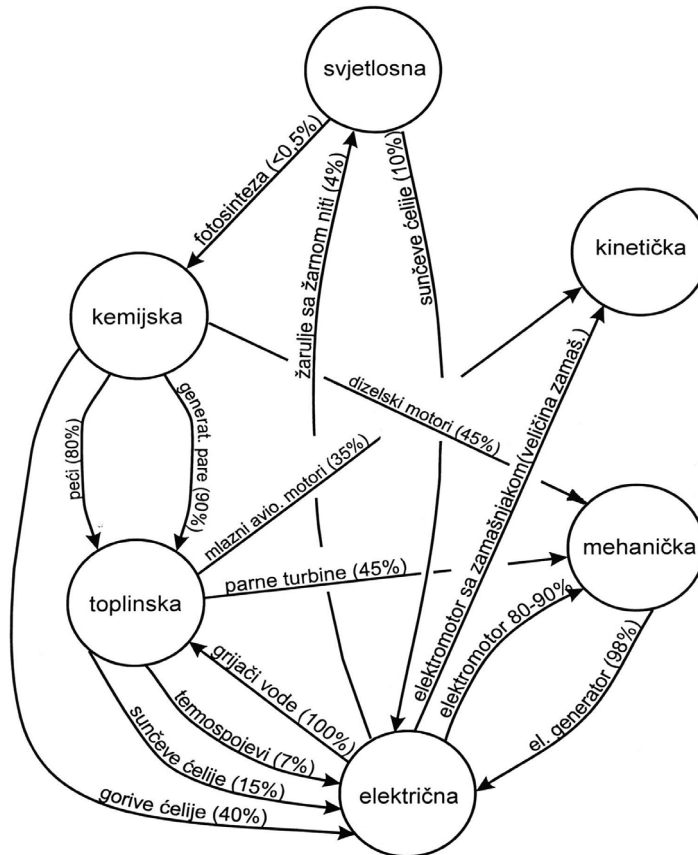 svjetlosna
fotosinteza (<0,5%)
žarulje sa žarnom niti (4%)
sunčeve ćelije (10%)
kinetička
kemijska
dizelski motori (45%)
elektromotor sa zamašnjakom(veličina zamaš.)
peći (80%)
generat. pare (90%)
mlazni avio. motori (35%)
mehanička
toplinska
parne turbine (45%)
elektromotor 80-90%
el. generator (98%)
grijači vode (100%)
termospojevi (7%)
sunčeve ćelije (15%)
gorive ćelije (40%)
električna